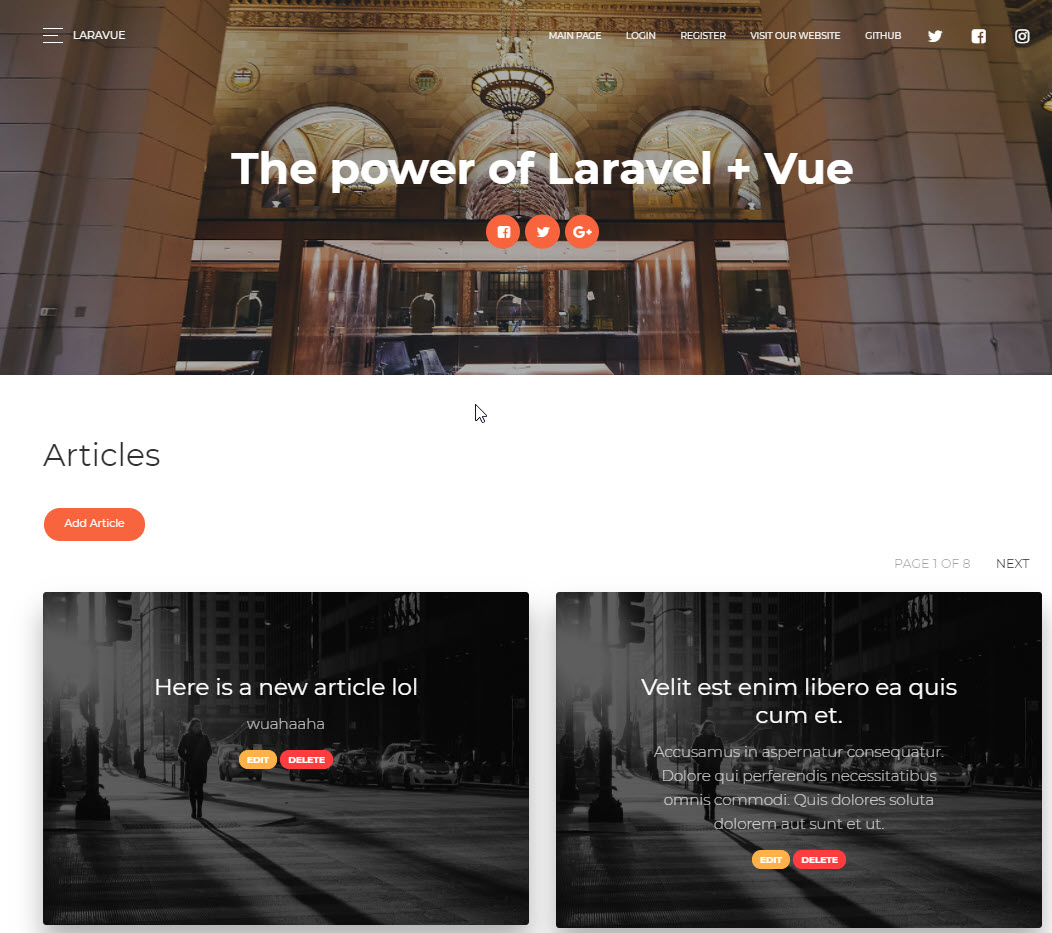 LARAVUE
MAIN PAGE LOGIN REGISTER VISIT OUR WEBSITE GITHUB
The power of Laravel + Vue
G+
Articles
Add Article
PAGE 1 OF 8 NEXT
Here is a new article lol
wuahaaha
EDIT DELETE
Velit est enim libero ea quis
cum et.
Accusamus in aspernatur consequatur.
Dolore qui perferendis necessitatibus
omnis commodi. Quis dolores soluta
dolorem aut sunt et ut.
EDIT DELETE